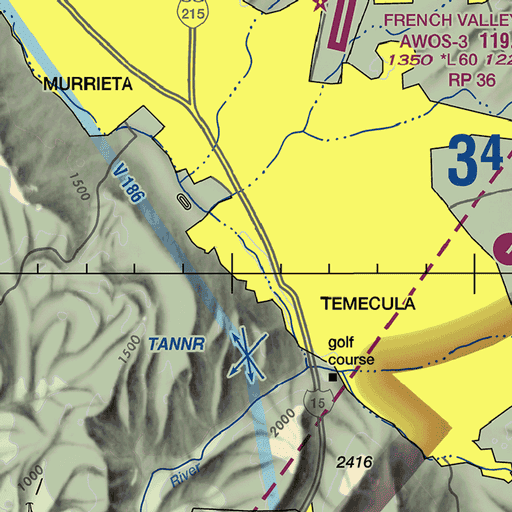 215
FRENCH VALLEY
AWOS-3 119.
1350 *L60 122
RP 36
MURRIETA
34
V 186
1500
TEMECULA
TANNR
1500
golf
course
15
2000
2416
River
1000